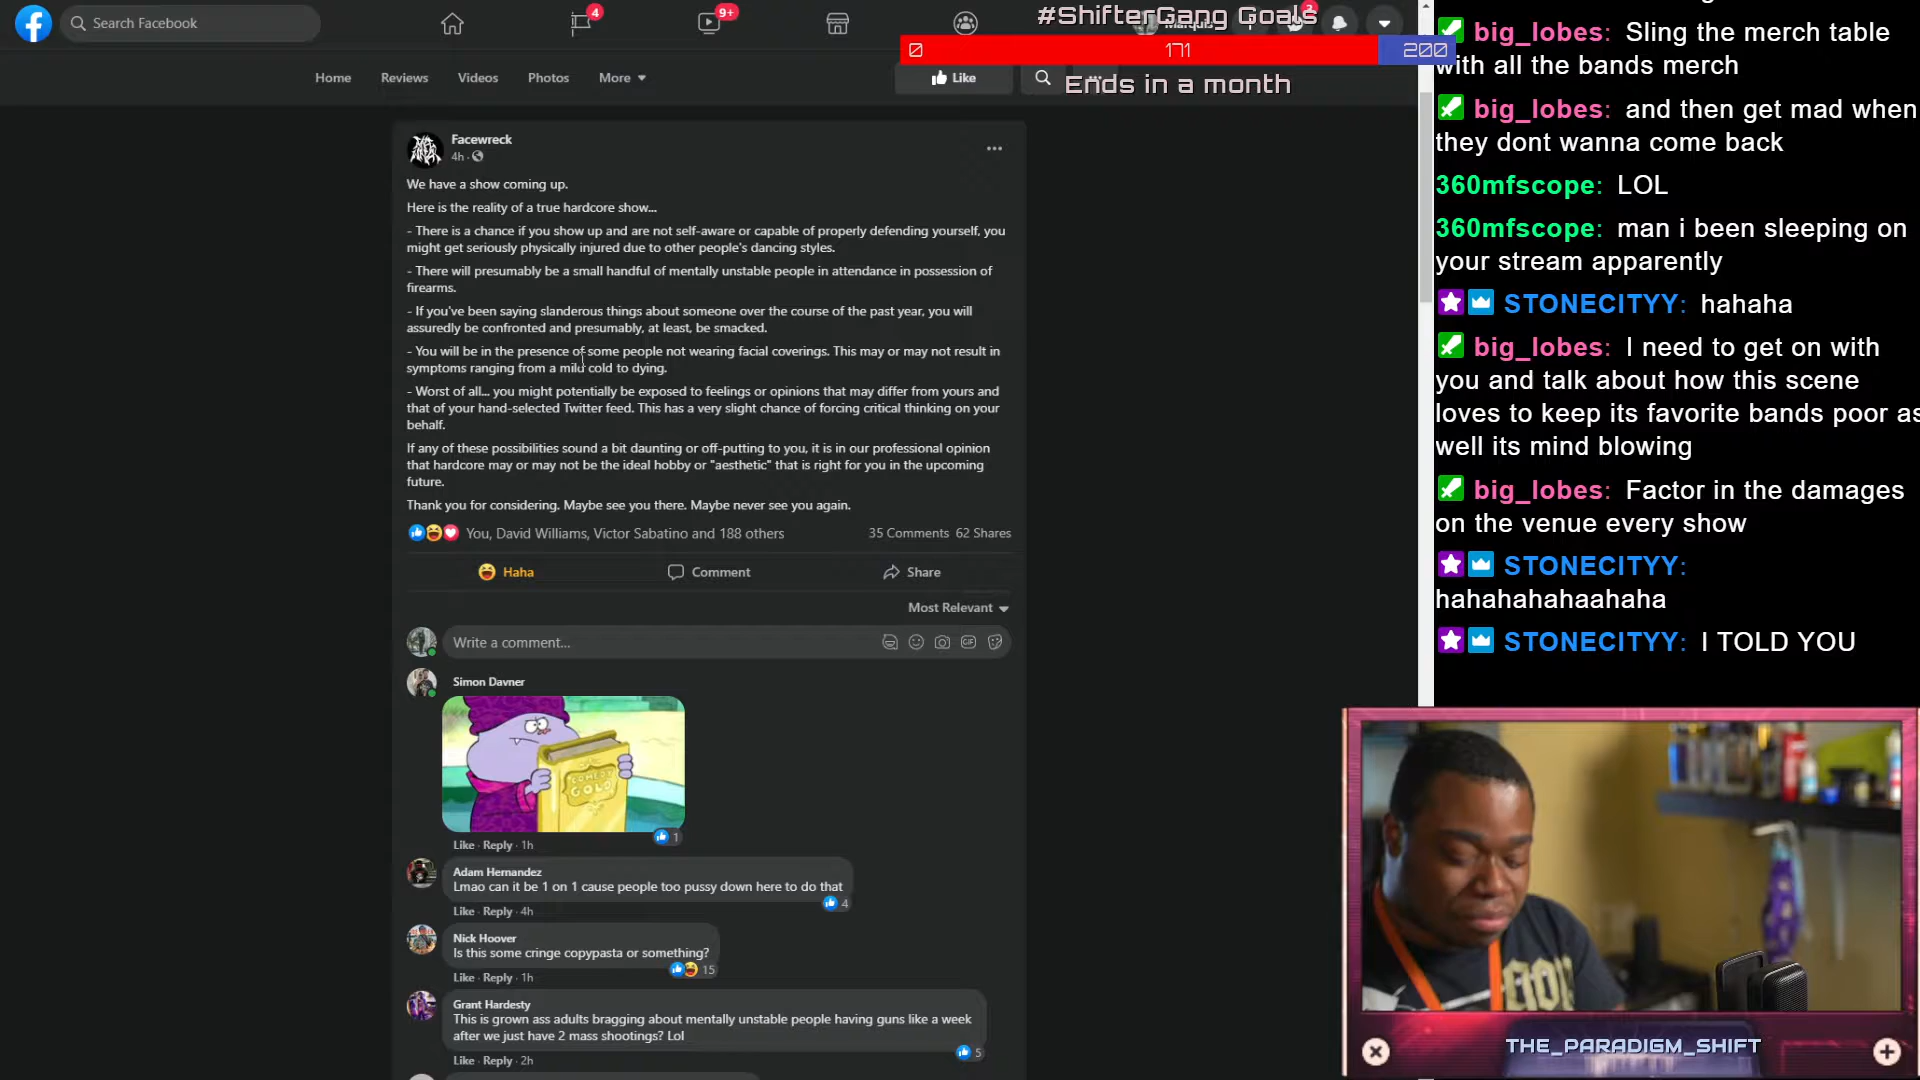 Search Facebook
4
9+
#ShifterGang Goals
0 171 200
Ends in a month
Home Reviews Videos Photos More
Like
Facewreck
4h
We have a show coming up.
Here is the reality of a true hardcore show...
- There is a chance if you show up and are not self-aware or capable of properly defending yourself, you
might get seriously physically injured due to other people's dancing styles.
- There will presumably be a small handful of mentally unstable people in attendance in possession of
firearms.
- If you've been saying slanderous things about someone over the course of the past year, you will
assuredly be confronted and presumably, at least, be smacked.
- You will be in the presence of some people not wearing facial coverings. This may or may not result in
symptoms ranging from a mild cold to dying.
- Worst of all... you might potentially be exposed to feelings or opinions that may differ from yours and
that of your hand-selected Twitter feed. This has a very slight chance of forcing critical thinking on your
behalf.
If any of these possibilities sound a bit daunting or off-putting to you, it is in our professional opinion
that hardcore may or may not be the ideal hobby or "aesthetic" that is right for you in the upcoming
future.
Thank you for considering. Maybe see you there. Maybe never see you again.
You, David Williams, Victor Sabatino and 188 others 35 Comments 62 Shares
Haha Comment Share
Most Relevant
Write a comment...
GIF
Simon Davner
COMEDY
GOLD
1
Like · Reply · 1h
Adam Hernandez
Lmao can it be 1 on 1 cause people too pussy down here to do that
4
Like · Reply · 4h
Nick Hoover
Is this some cringe copypasta or something?
15
Like · Reply · 1h
Grant Hardesty
This is grown ass adults bragging about mentally unstable people having guns like a week
after we just have 2 mass shootings? Lol
5
Like · Reply · 2h
big_lobes: Sling the merch table
with all the bands merch
big_lobes: and then get mad when
they dont wanna come back
360mfscope: LOL
360mfscope: man i been sleeping on
your stream apparently
STONECITYY: hahaha
big_lobes: I need to get on with
you and talk about how this scene
loves to keep its favorite bands poor as
well its mind blowing
big_lobes: Factor in the damages
on the venue every show
STONECITYY:
hahahahahaahaha
STONECITYY: I TOLD YOU
THE_PARADIGM_SHIFT